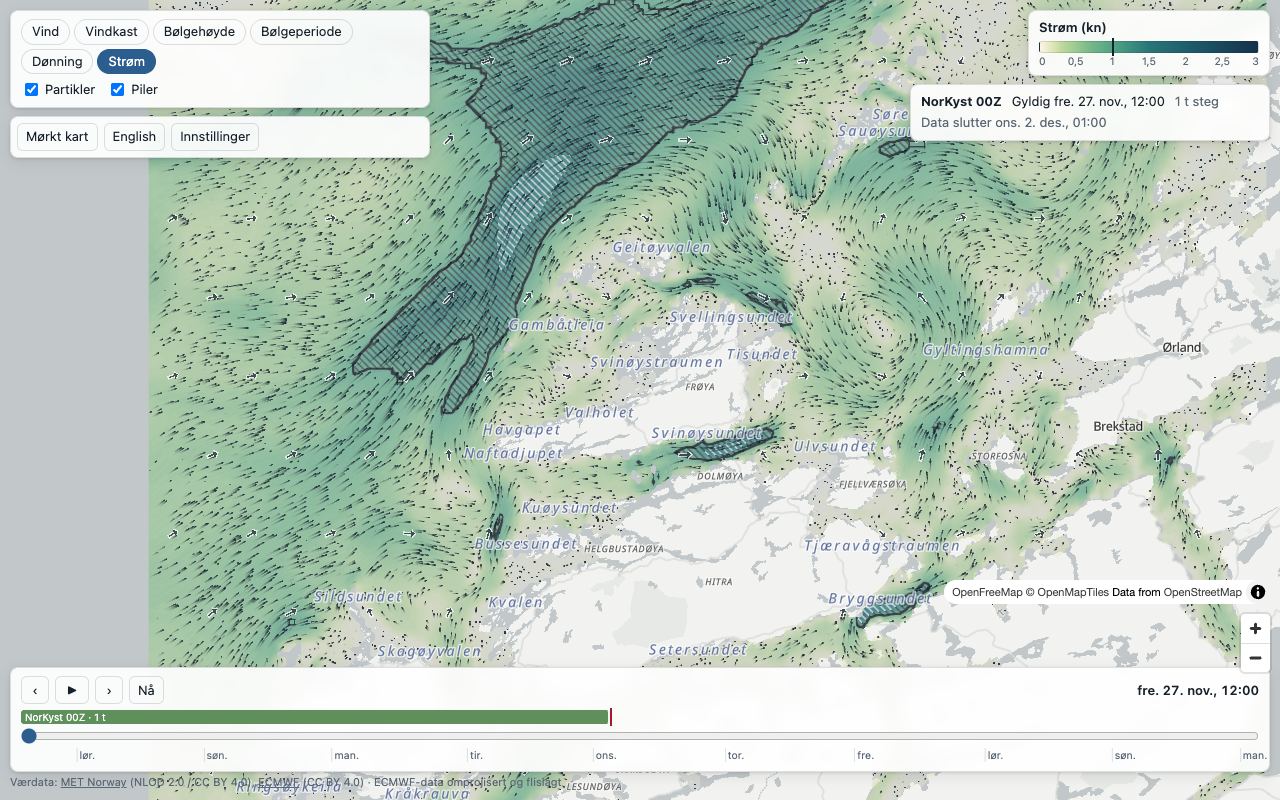 Vind Vindkast Bølgehøyde Bølgeperiode
Dønning Strøm
Partikler Piler
Mørkt kart English Innstillinger
Strøm (kn)
0 0,5 1 1,5 2 2,5 3
NorKyst 00Z Gyldig fre. 27. nov., 12:00 1 t steg
Data slutter ons. 2. des., 01:00
Geitøyvalen
Gambåtleia
Svellingsundet
Svinøystraumen
Tisundet
Gyltingshamna
Ørland
FRØYA
Valholet
Havgapet
Svinøysundet
Brekstad
Naftadjupet
Ulvsundet
STORFOSNA
DOLMØYA
FJELLVÆRSØYA
Kuøysundet
Bussesundet
HELGBUSTADØYA
Tjæravågstraumen
HITRA
Sildsundet
Kvalen
Bryggsundet
OpenFreeMap © OpenMapTiles Data from OpenStreetMap
Skogøyvalen
Setersundet
‹ › Nå
fre. 27. nov., 12:00
NorKyst 00Z · 1 t
lør. søn. man. tir. ons. tor. fre. lør. søn. man.
Værdata: MET Norway (NLOD 2.0 / CC BY 4.0) · ECMWF (CC BY 4.0) · ECMWF-data omprojisert og flislagt
LESUNDØYA
Kråkrauva